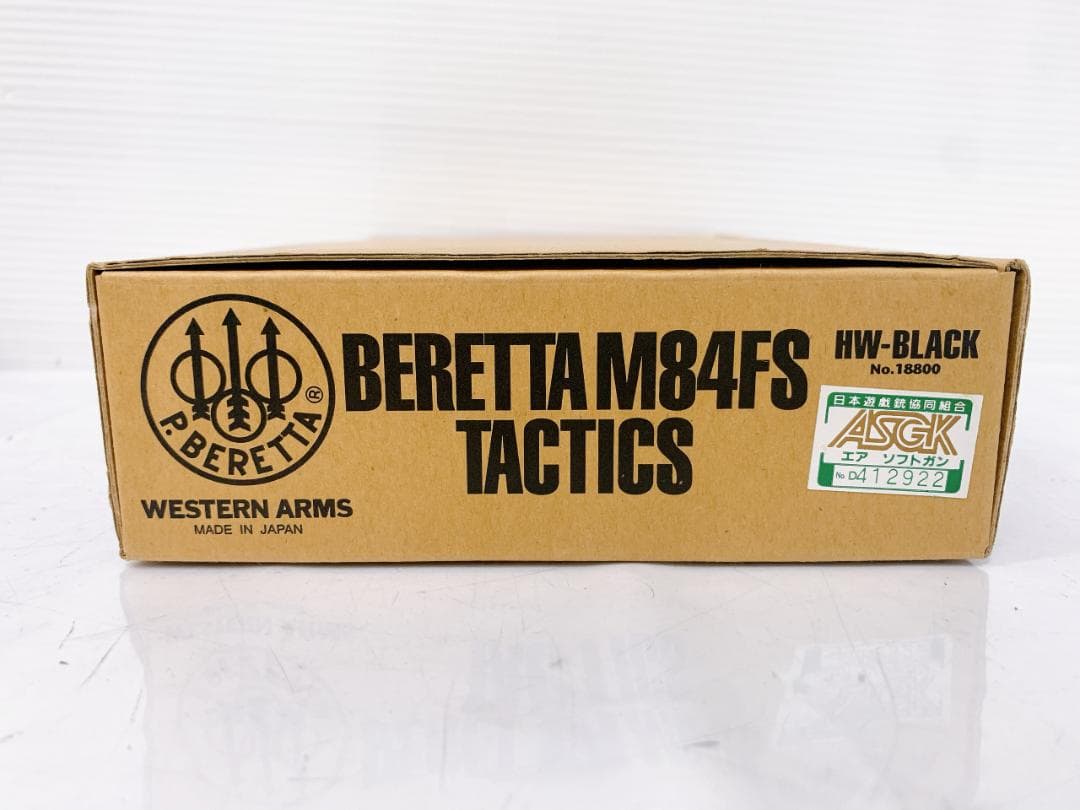 P. BERETTA
®
WESTERN ARMS
MADE IN JAPAN
BERETTA M84FS
TACTICS
HW-BLACK
No.18800
日本遊戯銃協同組合
ASGK
エア ソフトガン
No D412922